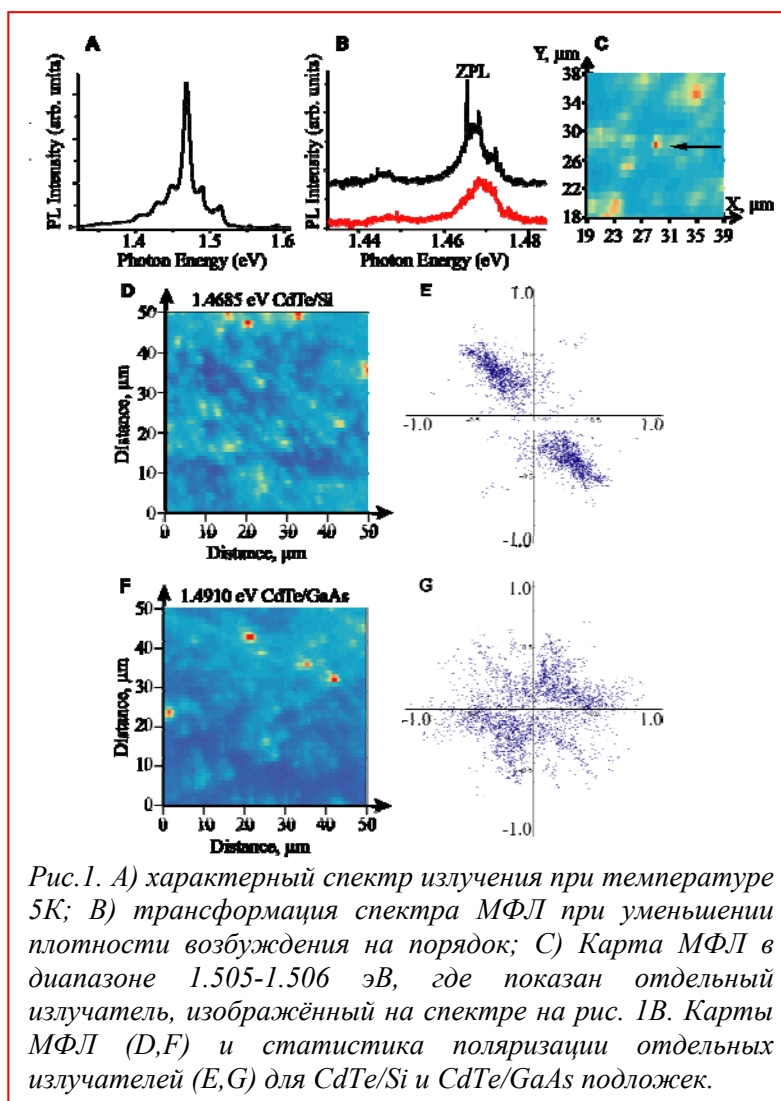 A
B
C
PL Intensity (arb. units)
PL Intensity (arb. units)
ZPL
Y, μm
38
34
30
26
22
18
1.4 1.5 1.6
1.44 1.46 1.48
19 23 27 31 35 39
X, μm
Photon Energy (eV)
Photon Energy (eV)
D
1.4685 eV CdTe/Si
E
Distance, μm
50
40
30
20
10
0
0 10 20 30 40 50
Distance, μm
1.0
-1.0
1.0
-1.0
F
1.4910 eV CdTe/GaAs
G
Distance, μm
50
40
30
20
10
0
0 10 20 30 40 50
Distance, μm
1.0
-1.0
1.0
-1.0
Рис.1. А) характерный спектр излучения при температуре
5К; В) трансформация спектра МФЛ при уменьшении
плотности возбуждения на порядок; С) Карта МФЛ в
диапазоне 1.505-1.506 эВ, где показан отдельный
излучатель, изображённый на спектре на рис. 1В. Карты
МФЛ (D,F) и статистика поляризации отдельных
излучателей (E,G) для CdTe/Si и CdTe/GaAs подложек.